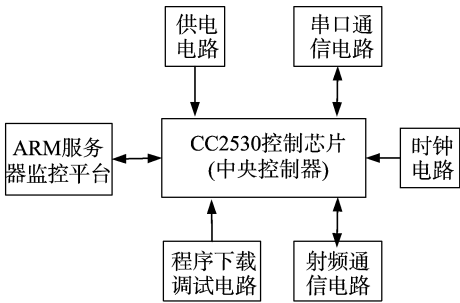 供电
电路
串口通
信电路
ARM服务
器监控平台
CC2530控制芯片
(中央控制器)
时钟
电路
程序下载
调试电路
射频通
信电路